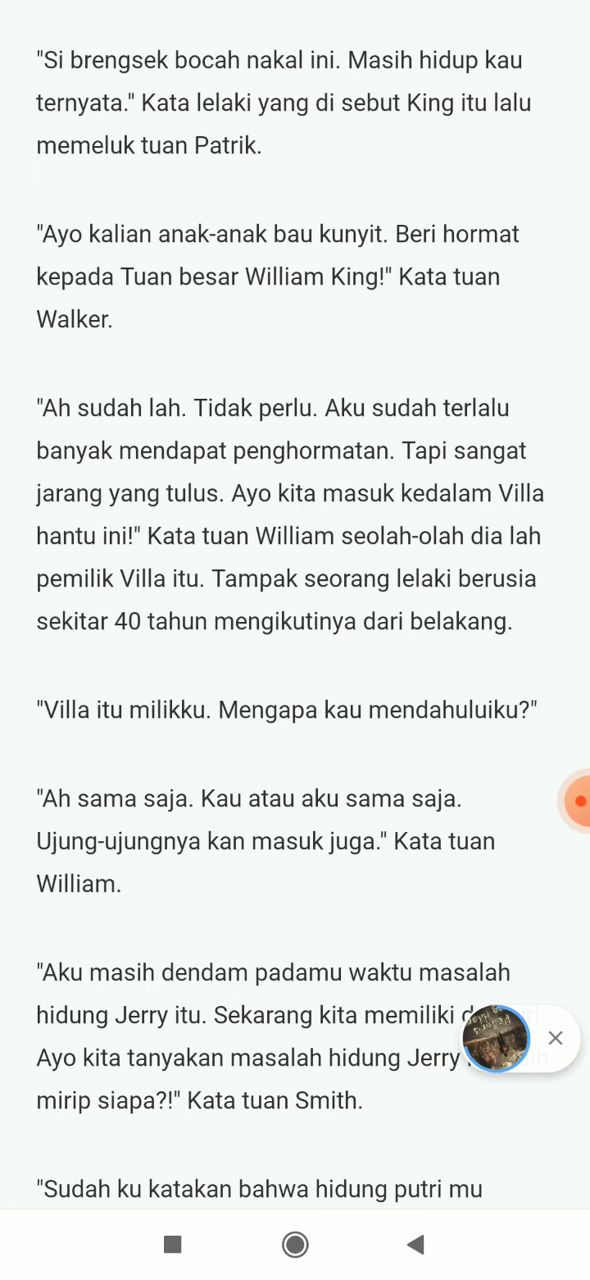 "Si brengsek bocah nakal ini. Masih hidup kau
ternyata." Kata lelaki yang di sebut King itu lalu
memeluk tuan Patrik.
"Ayo kalian anak-anak bau kunyit. Beri hormat
kepada Tuan besar William King!" Kata tuan
Walker.
"Ah sudah lah. Tidak perlu. Aku sudah terlalu
banyak mendapat penghormatan. Tapi sangat
jarang yang tulus. Ayo kita masuk kedalam Villa
hantu ini!" Kata tuan William seolah-olah dia lah
pemilik Villa itu. Tampak seorang lelaki berusia
sekitar 40 tahun mengikutinya dari belakang.
"Villa itu milikku. Mengapa kau mendahuluiku?"
"Ah sama saja. Kau atau aku sama saja.
Ujung-ujungnya kan masuk juga." Kata tuan
William.
"Aku masih dendam padamu waktu masalah
hidung Jerry itu. Sekarang kita memiliki
Ayo kita tanyakan masalah hidung Jerry
mirip siapa?!" Kata tuan Smith.
"Sudah ku katakan bahwa hidung putri mu